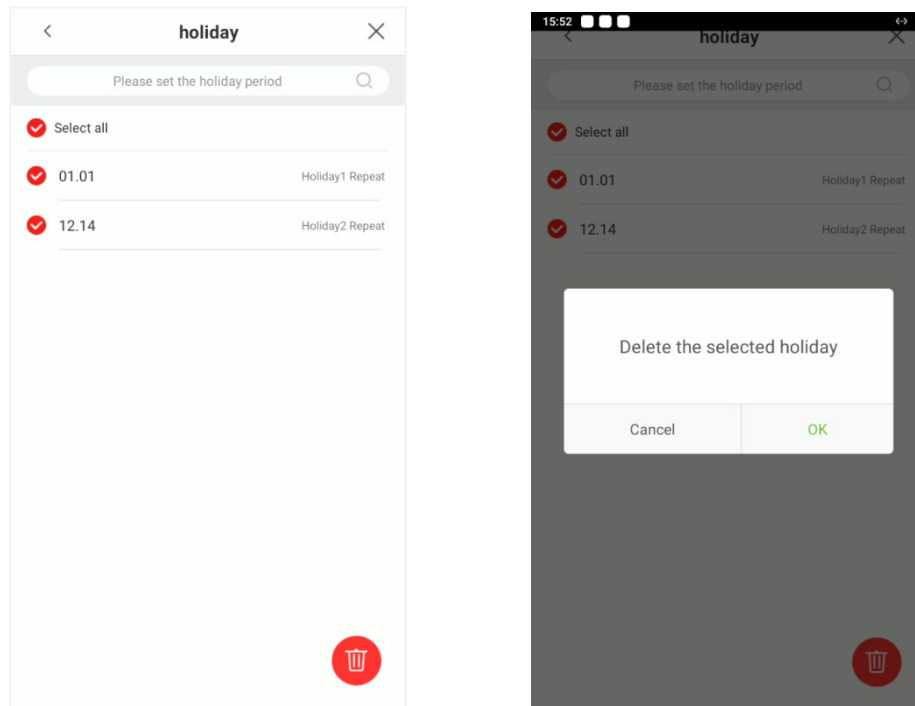 holiday
Please set the holiday period
Select all
01.01 Holiday1 Repeat
12.14 Holiday2 Repeat
15:52
holiday
Please set the holiday period
Select all
01.01 Holiday1 Repeat
12.14 Holiday2 Repeat
Delete the selected holiday
Cancel OK